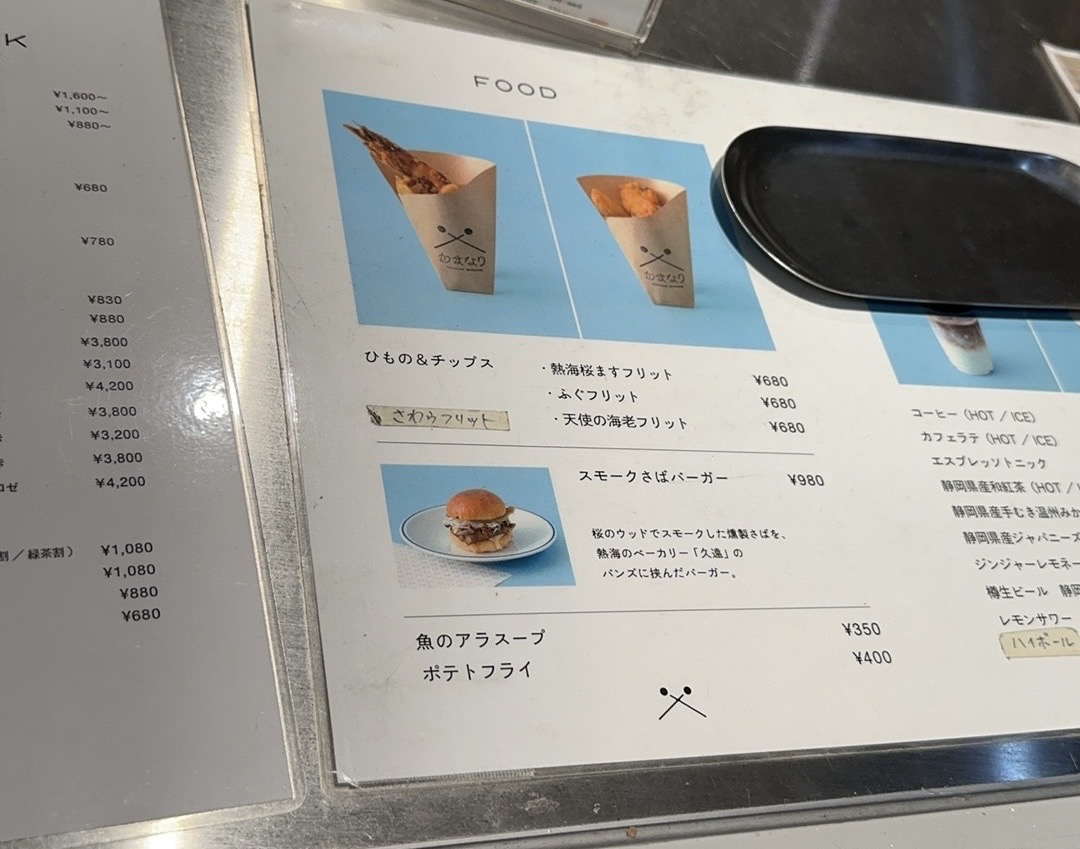 K
¥1,600〜
¥1,100〜
¥880〜
¥680
¥780
¥830
¥880
¥3,800
¥3,100
¥4,200
¥3,800
¥3,200
¥3,800
ロゼ ¥4,200
割 / 緑茶割） ¥1,080
¥1,080
¥880
¥680
FOOD
かまなり
かまなり
ひもの＆チップス
・熱海桜ますフリット ¥680
・ふぐフリット ¥680
・天使の海老フリット ¥680
さわらフリット
スモークさばバーガー ¥980
桜のウッドでスモークした燻製さばを、
熱海のベーカリー「久遠」の
バンズに挟んだバーガー。
魚のアラスープ ¥350
ポテトフライ ¥400
コーヒー（HOT / ICE）
カフェラテ（HOT / ICE）
エスプレッソトニック
静岡県産和紅茶（HOT /
静岡県産手むき温州みか
静岡県産ジャパニーズ
ジンジャーレモネー
樽生ビール 静岡
レモンサワー
ハイボール